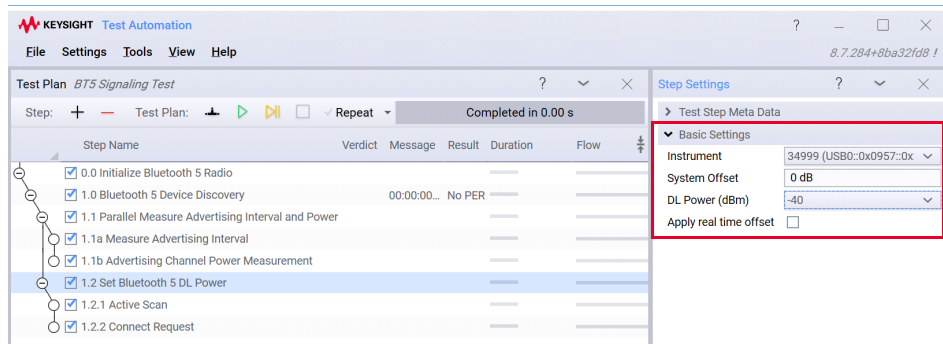 KEYSIGHT Test Automation ?
File Settings Tools View Help 8.7.284+8ba32fd8 !
Test Plan BT5 Signaling Test ?
Step: Test Plan: Repeat Completed in 0.00 s
Step Name Verdict Message Result Duration Flow
0.0 Initialize Bluetooth 5 Radio
1.0 Bluetooth 5 Device Discovery 00:00:00... No PER
1.1 Parallel Measure Advertising Interval and Power
1.1a Measure Advertising Interval
1.1b Advertising Channel Power Measurement
1.2 Set Bluetooth 5 DL Power
1.2.1 Active Scan
1.2.2 Connect Request
Step Settings ?
Test Step Meta Data
Basic Settings
Instrument 34999 (USB0::0x0957::0x
System Offset 0 dB
DL Power (dBm) -40
Apply real time offset